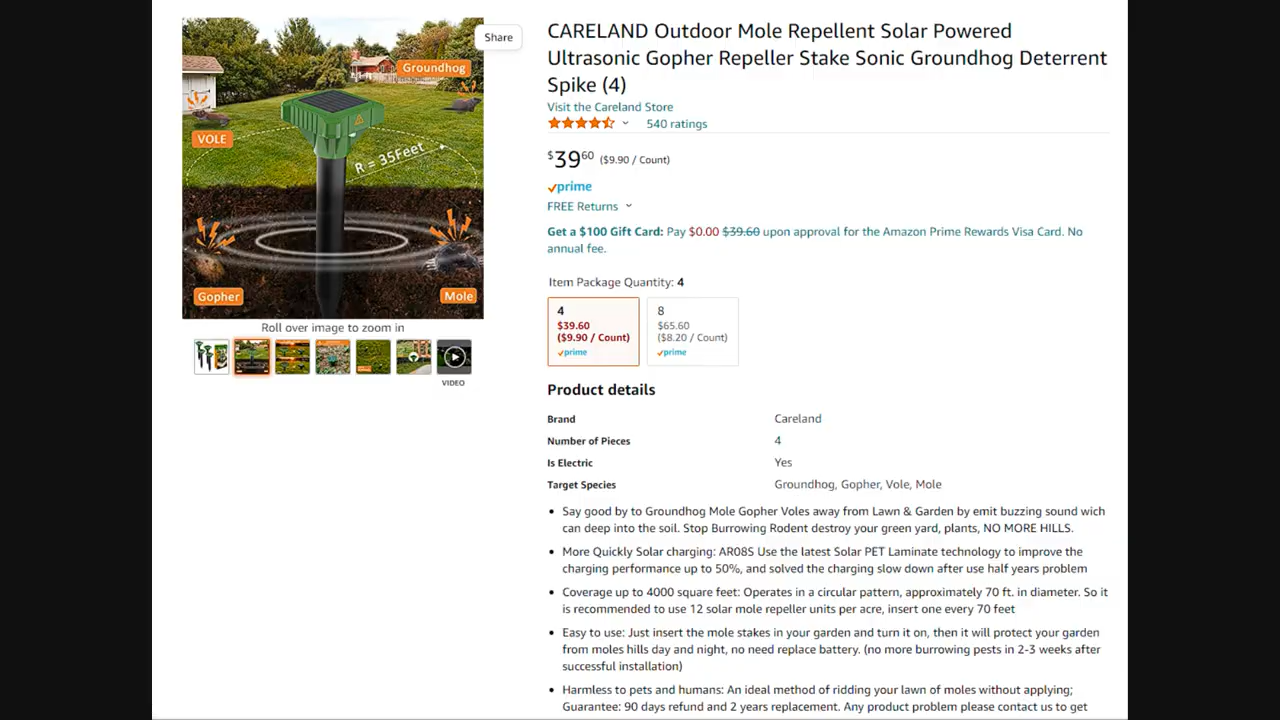 Share
Groundhog
VOLE
R = 35Feet
Gopher
Mole
Roll over image to zoom in
VIDEO
CARELAND Outdoor Mole Repellent Solar Powered
Ultrasonic Gopher Repeller Stake Sonic Groundhog Deterrent
Spike (4)
Visit the Careland Store
540 ratings
$3960 ($9.90 / Count)
prime
FREE Returns
Get a $100 Gift Card: Pay $0.00 $39.60 upon approval for the Amazon Prime Rewards Visa Card. No
annual fee.
Item Package Quantity: 4
4
$39.60
($9.90 / Count)
prime
8
$65.60
($8.20 / Count)
prime
Product details
Brand Careland
Number of Pieces 4
Is Electric Yes
Target Species Groundhog, Gopher, Vole, Mole
• Say good by to Groundhog Mole Gopher Voles away from Lawn & Garden by emit buzzing sound wich
can deep into the soil. Stop Burrowing Rodent destroy your green yard, plants, NO MORE HILLS.
• More Quickly Solar charging: AR08S Use the latest Solar PET Laminate technology to improve the
charging performance up to 50%, and solved the charging slow down after use half years problem
• Coverage up to 4000 square feet: Operates in a circular pattern, approximately 70 ft. in diameter. So it
is recommended to use 12 solar mole repeller units per acre, insert one every 70 feet
• Easy to use: Just insert the mole stakes in your garden and turn it on, then it will protect your garden
from moles hills day and night, no need replace battery. (no more burrowing pests in 2-3 weeks after
successful installation)
• Harmless to pets and humans: An ideal method of ridding your lawn of moles without applying;
Guarantee: 90 days refund and 2 years replacement. Any product problem please contact us to get